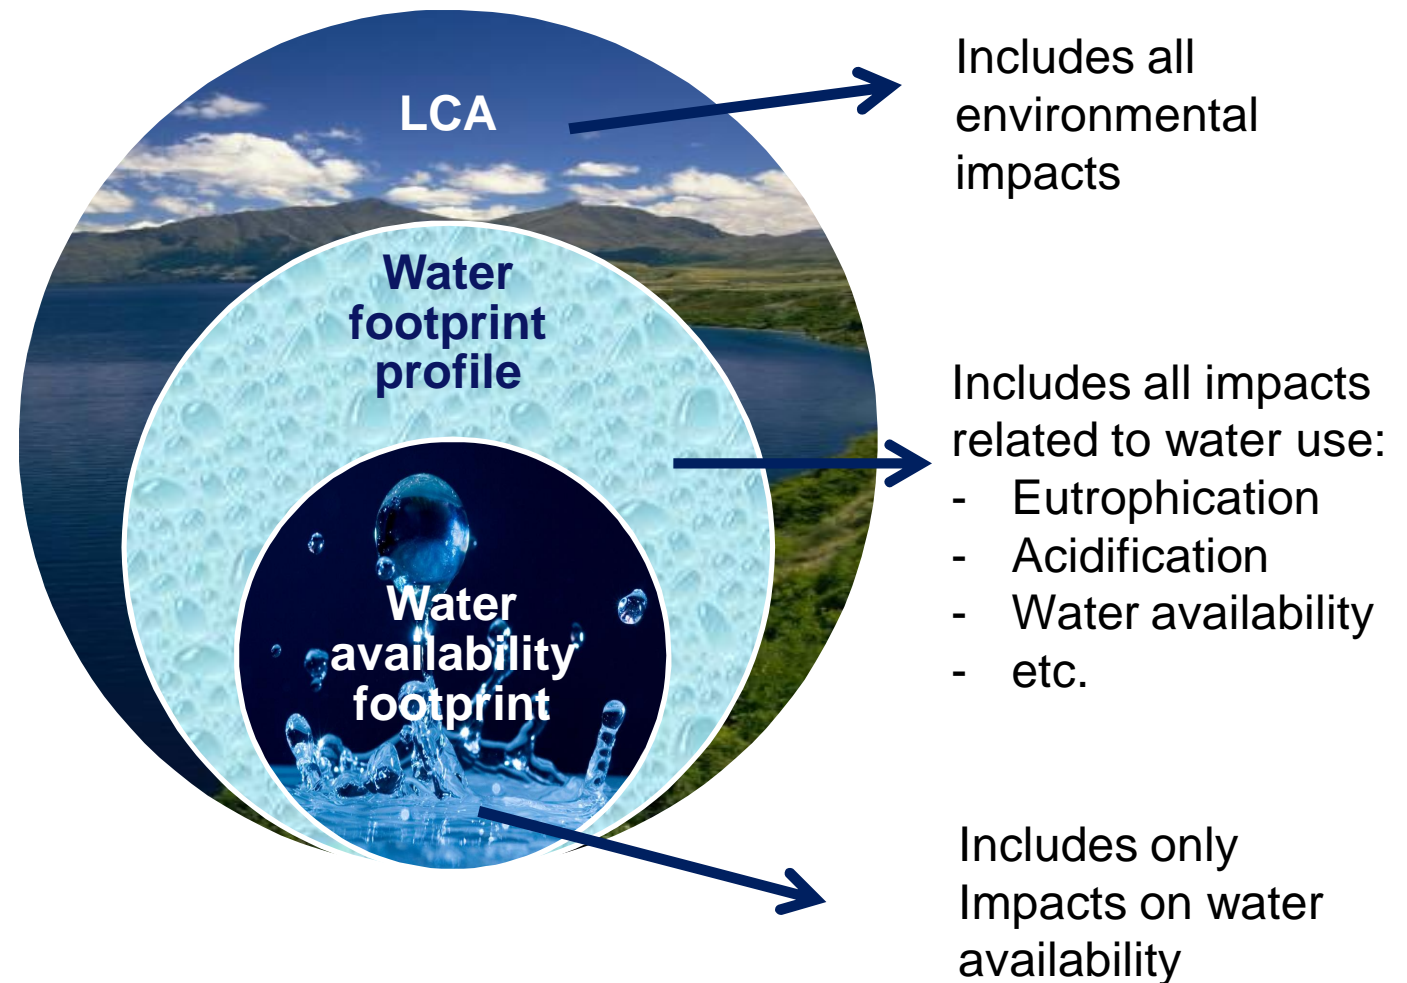 LCA
Includes all
environmental
impacts
Water
footprint
profile
Includes all impacts
related to water use:
- Eutrophication
- Acidification
- Water availability
- etc.
Water
availability
footprint
Includes only
Impacts on water
availability